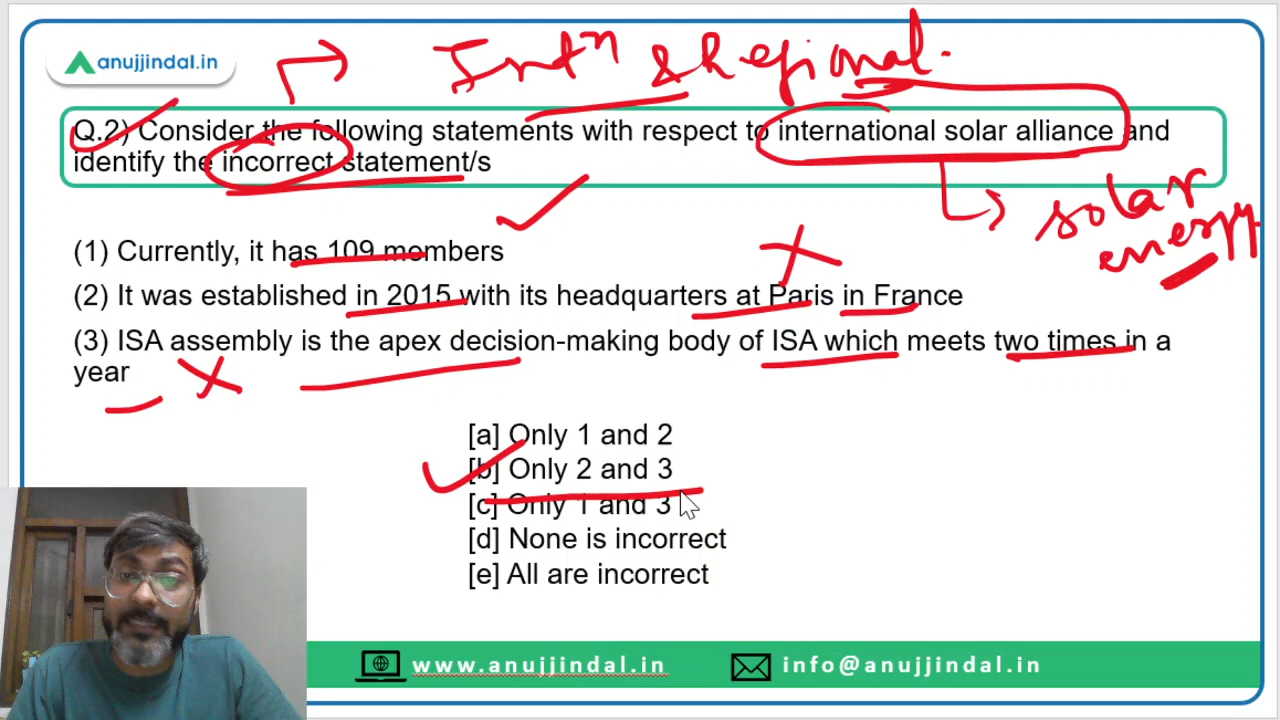 anujjindal.in
Intⁿ & Regional.
Q.2) Consider the following statements with respect to international solar alliance and
identify the incorrect statement/s
solar
energy
(1) Currently, it has 109 members
(2) It was established in 2015 with its headquarters at Paris in France
(3) ISA assembly is the apex decision-making body of ISA which meets two times in a
year
[a] Only 1 and 2
[b] Only 2 and 3
[c] Only 1 and 3
[d] None is incorrect
[e] All are incorrect
www.anujjindal.in
info@anujjindal.in